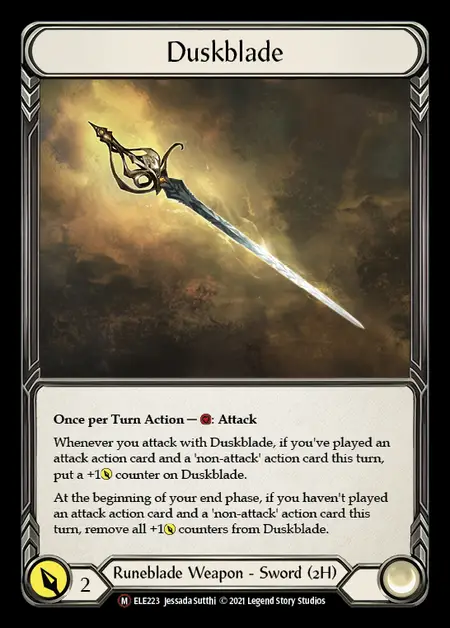 Duskblade
Once per Turn Action — : Attack
Whenever you attack with Duskblade, if you've played an
attack action card and a 'non-attack' action card this turn,
put a +1 counter on Duskblade.
At the beginning of your end phase, if you haven't played
an attack action card and a 'non-attack' action card this
turn, remove all +1 counters from Duskblade.
2
Runeblade Weapon - Sword (2H)
M ELE223 Jessada Sutthi © 2021 Legend Story Studios